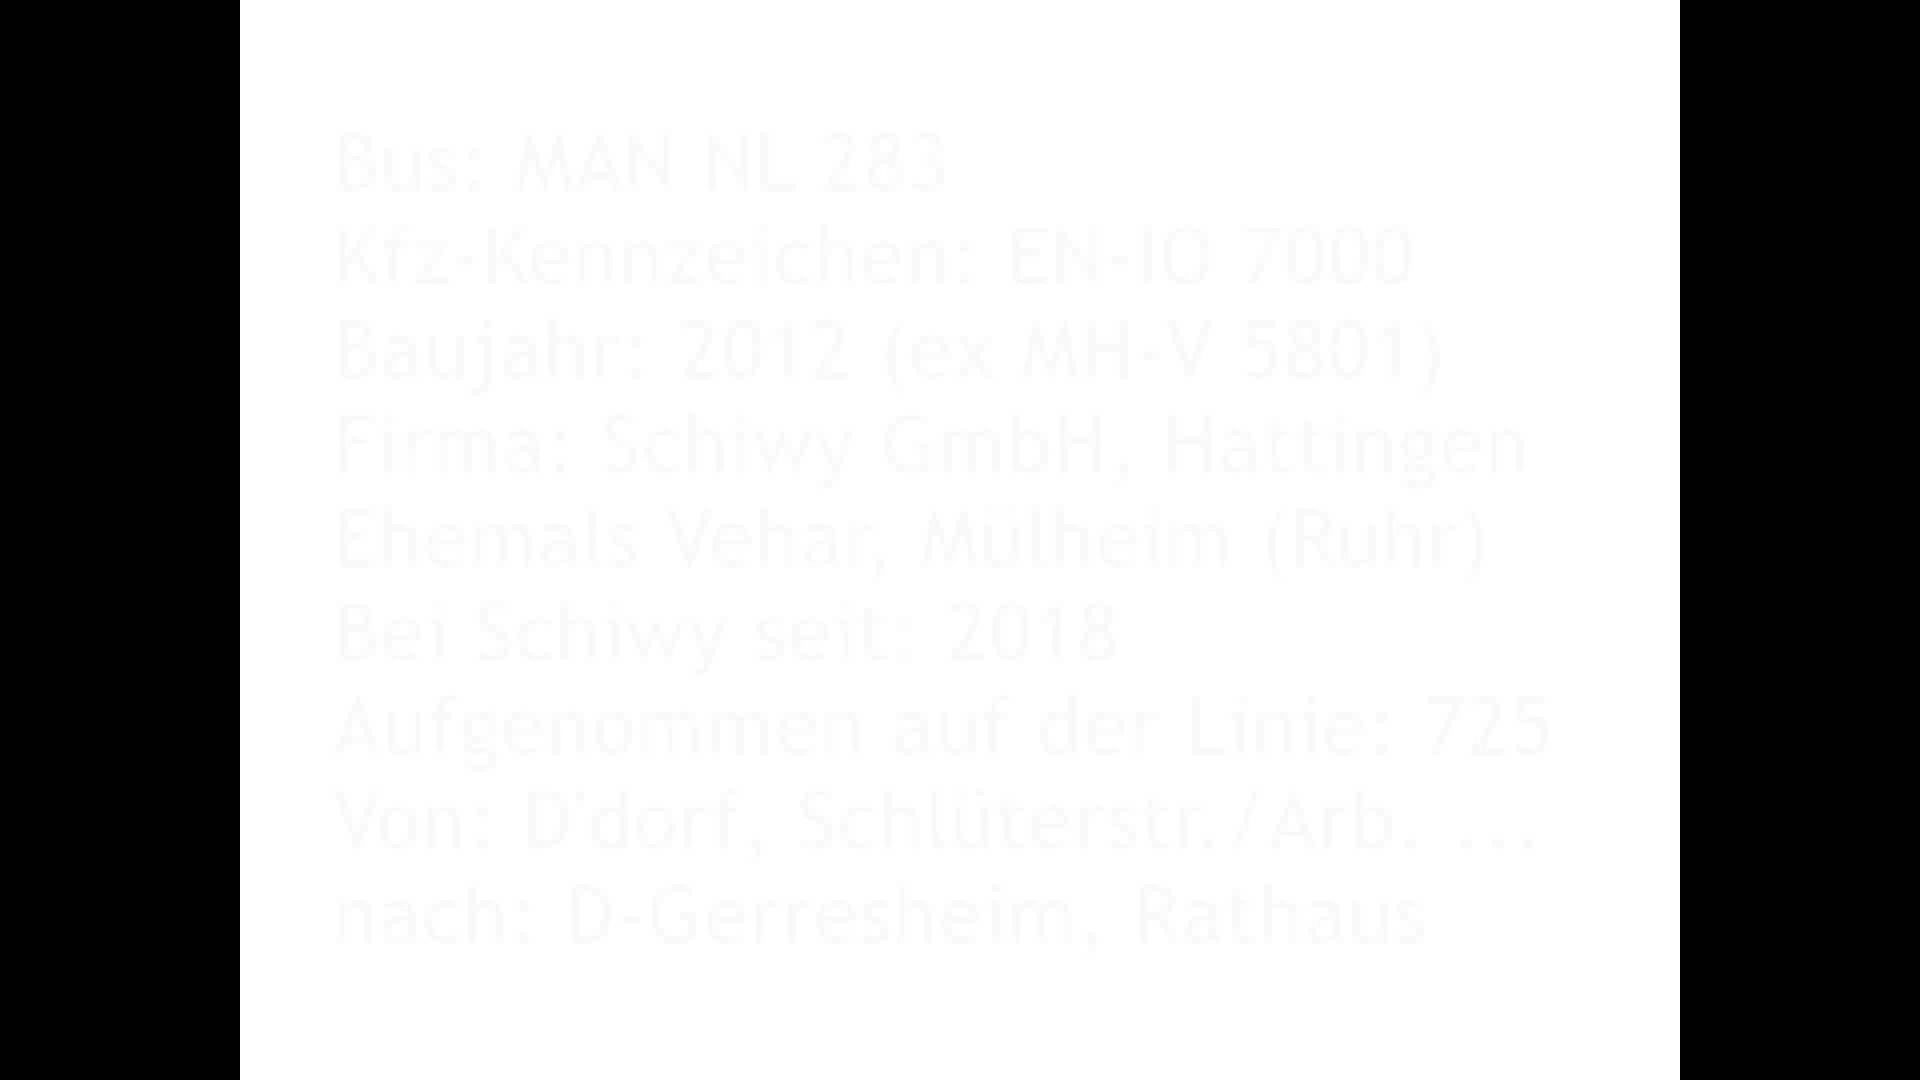 Bus: MAN NL 283
Kfz-Kennzeichen: EN-IO 7000
Baujahr: 2012 (ex MH-V 5801)
Firma: Schiwy GmbH, Hattingen
Ehemals Vehar, Mülheim (Ruhr)
Bei Schiwy seit: 2018
Aufgenommen auf der Linie: 725
Von: D'dorf, Schlüterstr./Arb. ...
nach: D-Gerresheim, Rathaus